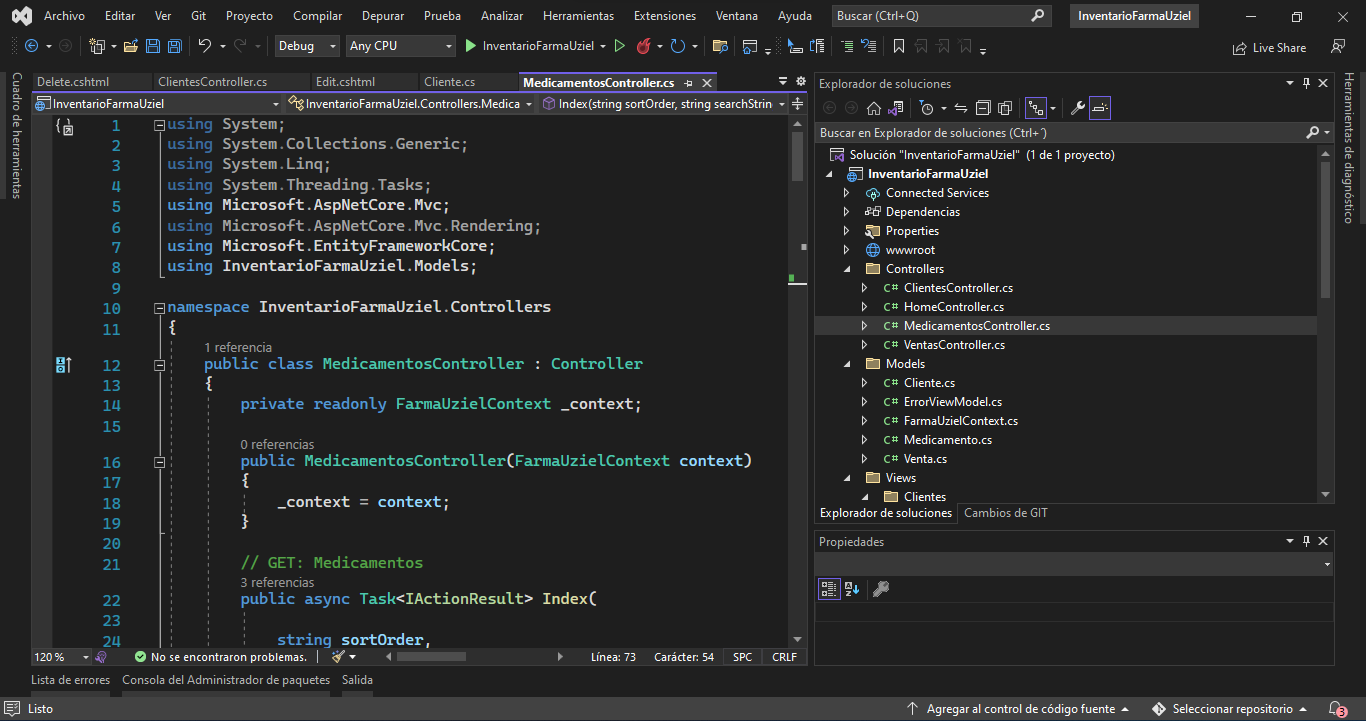 Archivo Editar Ver Git Proyecto Compilar Depurar Prueba Analizar Herramientas Extensiones Ventana Ayuda Buscar (Ctrl+Q) InventarioFarmaUziel
Debug Any CPU InventarioFarmaUziel Live Share
Cuadro de herramientas
Delete.cshtml ClientesController.cs Edit.cshtml Cliente.cs MedicamentosController.cs
InventarioFarmaUziel InventarioFarmaUziel.Controllers.Medica Index(string sortOrder, string searchStrin
1 using System;
2 using System.Collections.Generic;
3 using System.Linq;
4 using System.Threading.Tasks;
5 using Microsoft.AspNetCore.Mvc;
6 using Microsoft.AspNetCore.Mvc.Rendering;
7 using Microsoft.EntityFrameworkCore;
8 using InventarioFarmaUziel.Models;
9
10 namespace InventarioFarmaUziel.Controllers
11 {
1 referencia
12 public class MedicamentosController : Controller
13 {
14 private readonly FarmaUzielContext _context;
15
0 referencias
16 public MedicamentosController(FarmaUzielContext context)
17 {
18 _context = context;
19 }
20
21 // GET: Medicamentos
3 referencias
22 public async Task<IActionResult> Index(
23
24 string sortOrder,
120 % No se encontraron problemas. Línea: 73 Carácter: 54 SPC CRLF
Explorador de soluciones
Buscar en Explorador de soluciones (Ctrl+´)
Solución "InventarioFarmaUziel" (1 de 1 proyecto)
InventarioFarmaUziel
Connected Services
Dependencias
Properties
wwwroot
Controllers
C# ClientesController.cs
C# HomeController.cs
C# MedicamentosController.cs
C# VentasController.cs
Models
C# Cliente.cs
C# ErrorViewModel.cs
C# FarmaUzielContext.cs
C# Medicamento.cs
C# Venta.cs
Views
Clientes
Explorador de soluciones Cambios de GIT
Propiedades
Herramientas de diagnóstico
Lista de errores Consola del Administrador de paquetes Salida
Listo Agregar al control de código fuente Seleccionar repositorio 3